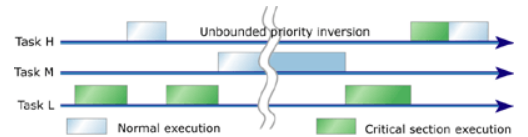 Unbounded priority inversion
Task H
Task M
Task L
Normal execution
Critical section execution